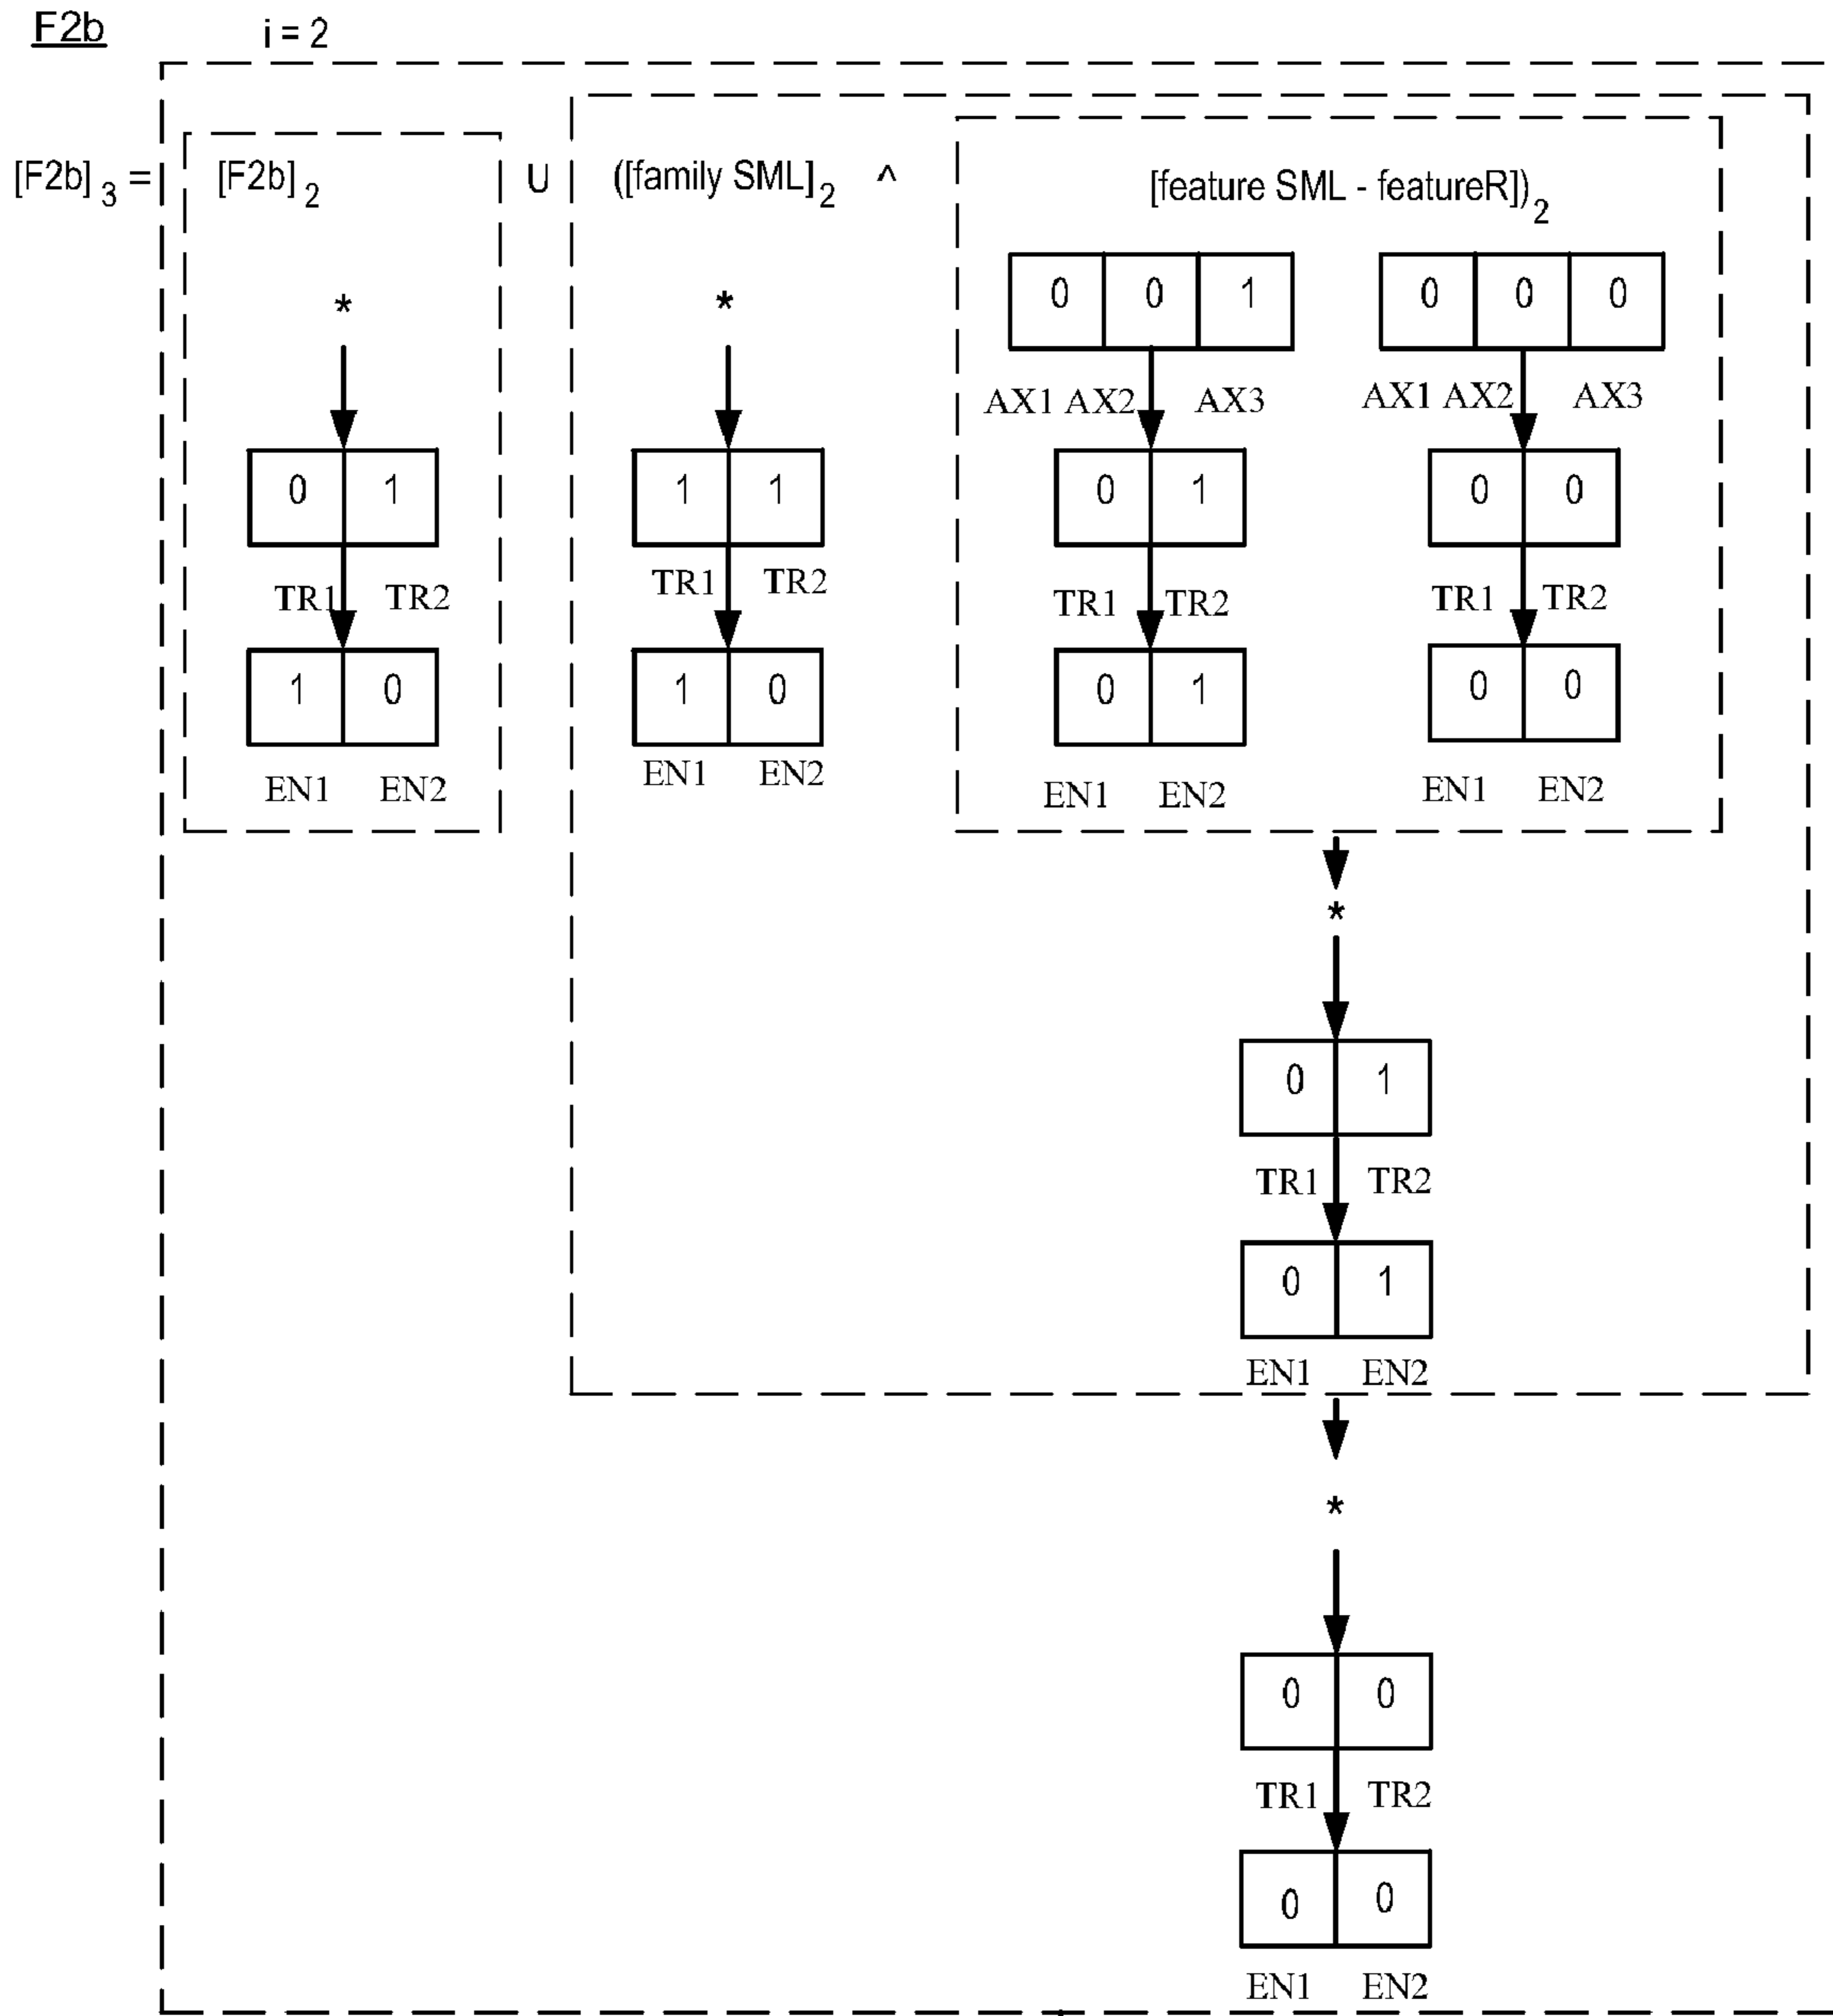 F2b
i = 2
[F2b]3 = [F2b]2 U ([family SML]2 ^ [feature SML - featureR])2
* * 0 0 1 0 0 0
AX1 AX2 AX3 AX1 AX2 AX3
0 1 1 1 0 1 0 0
TR1 TR2 TR1 TR2 TR1 TR2 TR1 TR2
1 0 1 0 0 1 0 0
EN1 EN2 EN1 EN2 EN1 EN2 EN1 EN2
*
0 1
TR1 TR2
0 1
EN1 EN2
*
0 0
TR1 TR2
0 0
EN1 EN2